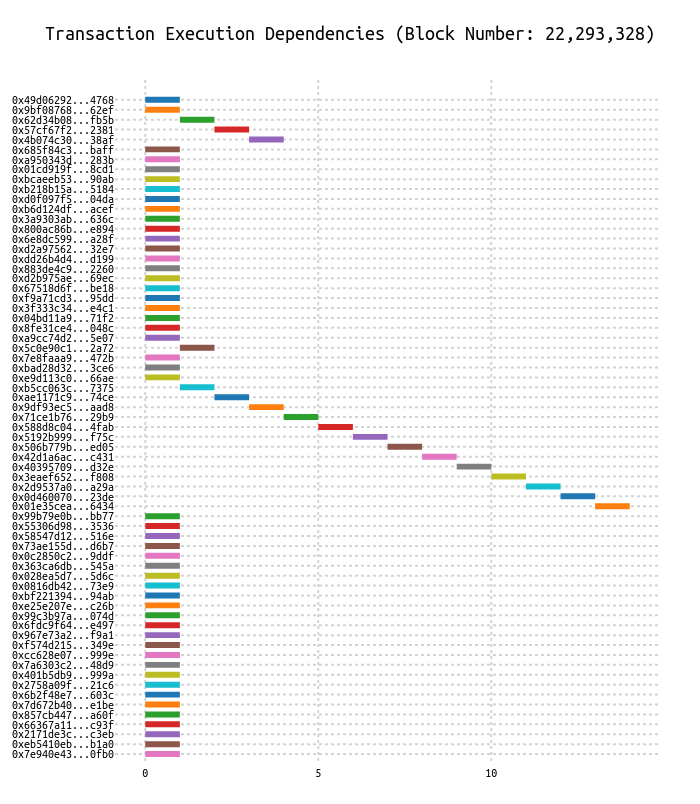 Transaction Execution Dependencies (Block Number: 22,293,328)
0x49d06292...4768
0x9bf08768...62ef
0x62d34b08...fb5b
0x57cf67f2...2381
0x4b074c30...38af
0x685f84c3...baff
0xa950343d...283b
0x01cd919f...8cd1
0xbcaeeb53...90ab
0xb218b15a...5184
0xd0f097f5...04da
0xb6d124df...acef
0x3a9303ab...636c
0x800ac86b...e894
0x6e8dc599...a28f
0xd2a97562...32e7
0xdd26b4d4...d199
0x883de4c9...2260
0xd2b975ae...69ec
0x67518d6f...be18
0xf9a71cd3...95dd
0x3f333c34...e4c1
0x04bd11a9...71f2
0x8fe31ce4...048c
0xa9cc74d2...5e07
0x5c0e90c1...2a72
0x7e8faaa9...472b
0xbad28d32...3ce6
0xe9d113c0...66ae
0xb5cc063c...7375
0xae1171c9...74ce
0x9df93ec5...aad8
0x71ce1b76...29b9
0x588d8c04...4fab
0x5192b999...f75c
0x506b779b...ed05
0x42d1a6ac...c431
0x40395709...d32e
0x3eaef652...f808
0x2d9537a0...a29a
0x0d460070...23de
0x01e35cea...6434
0x99b79e0b...bb77
0x55306d98...3536
0x58547d12...516e
0x73ae155d...d6b7
0x0c2850c2...9ddf
0x363ca6db...545a
0x028ea5d7...5d6c
0x0816db42...73e9
0xbf221394...94ab
0xe25e207e...c26b
0x99c3b97a...074d
0x6fdc9f64...e497
0x967e73a2...f9a1
0xf574d215...349e
0xcc628e07...999e
0x7a6303c2...48d9
0x401b5db9...999a
0x2758a09f...21c6
0x6b2f48e7...603c
0x7d672b40...e1be
0x857cb447...a60f
0x66367a11...c93f
0x2171de3c...c3eb
0xeb5410eb...b1a0
0x7e940e43...0fb0
0 5 10